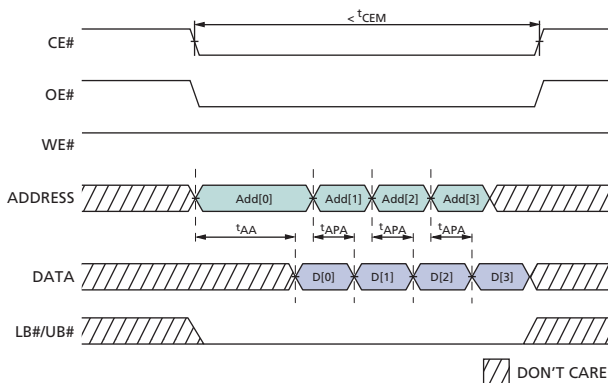 < tCEM
CE#
OE#
WE#
ADDRESS
Add[0] Add[1] Add[2] Add[3]
tAA tAPA tAPA tAPA
DATA
D[0] D[1] D[2] D[3]
LB#/UB#
DON'T CARE